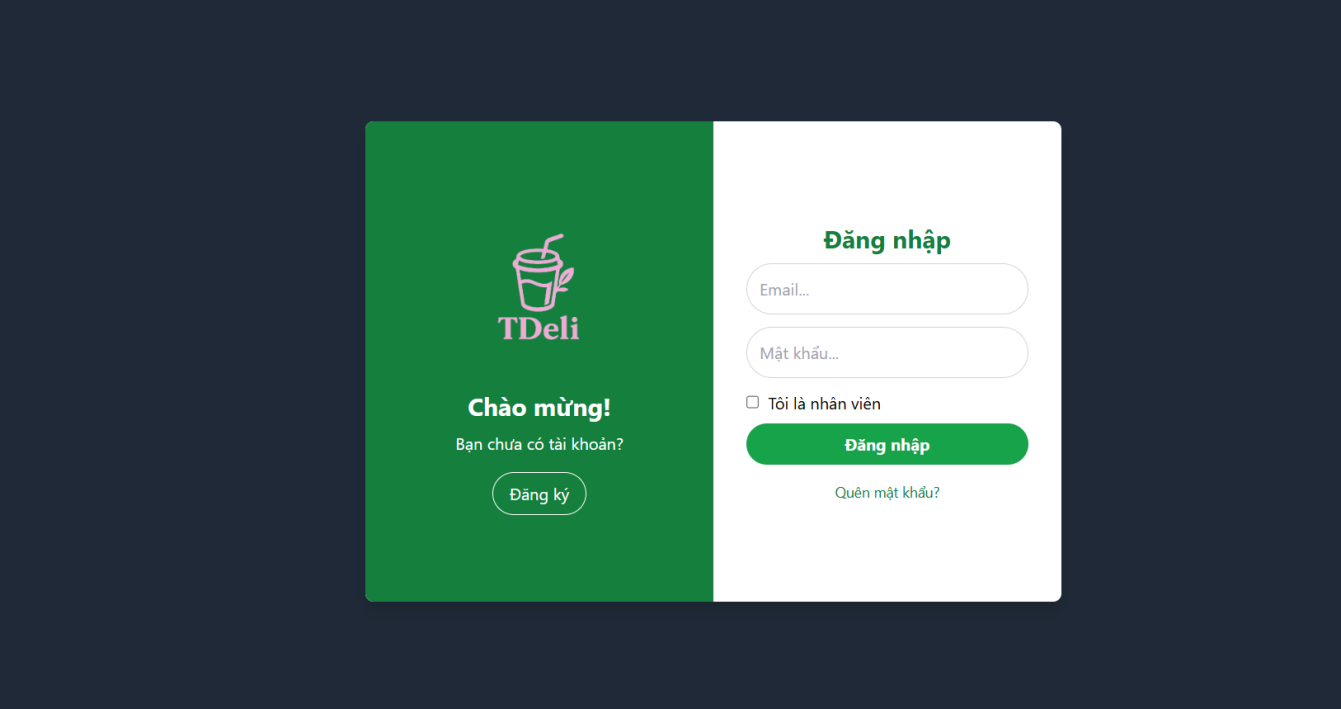 TDeli
Chào mừng!
Bạn chưa có tài khoản?
Đăng ký
Đăng nhập
Email...
Mật khẩu...
Tôi là nhân viên
Đăng nhập
Quên mật khẩu?